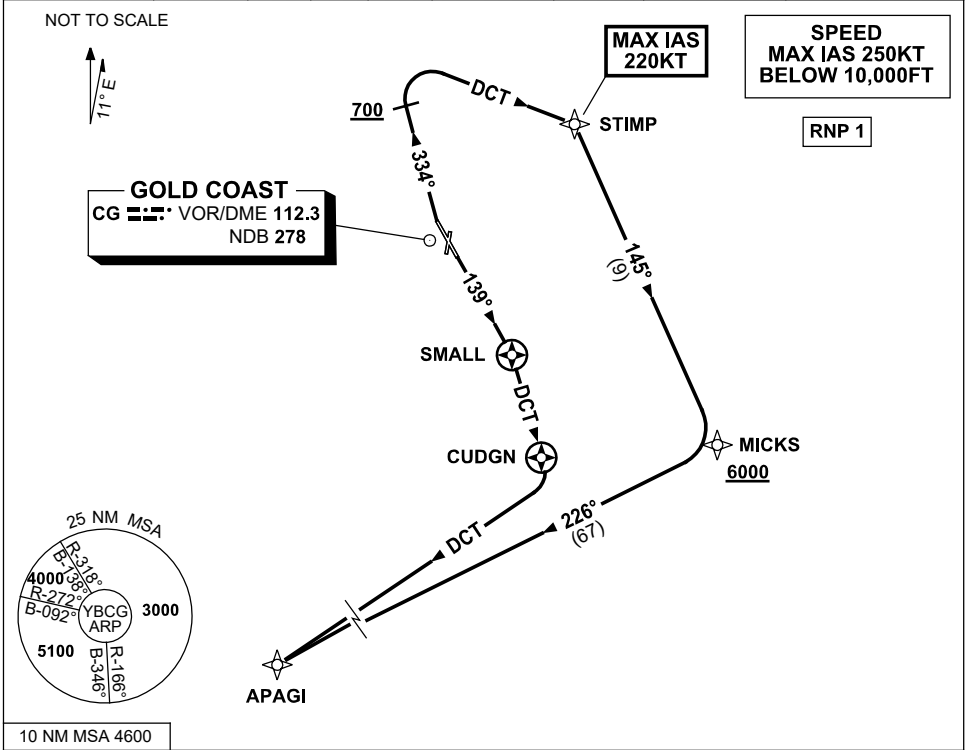 NOT TO SCALE
11° E
MAX IAS
220KT
SPEED
MAX IAS 250KT
BELOW 10,000FT
RNP 1
DCT
STIMP
700
334°
GOLD COAST
CG VOR/DME 112.3
NDB 278
145°
(9)
139°
SMALL
DCT
CUDGN
MICKS
6000
DCT
226°
(67)
25 NM MSA
R-318°
B-138°
4000
R-272°
B-092°
YBCG
ARP
3000
5100
R-166°
B-346°
APAGI
10 NM MSA 4600